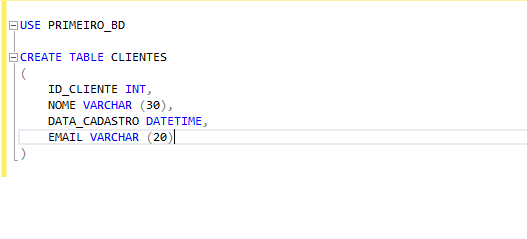 USE PRIMEIRO_BD
CREATE TABLE CLIENTES
(
ID_CLIENTE INT,
NOME VARCHAR (30),
DATA_CADASTRO DATETIME,
EMAIL VARCHAR (20)
)